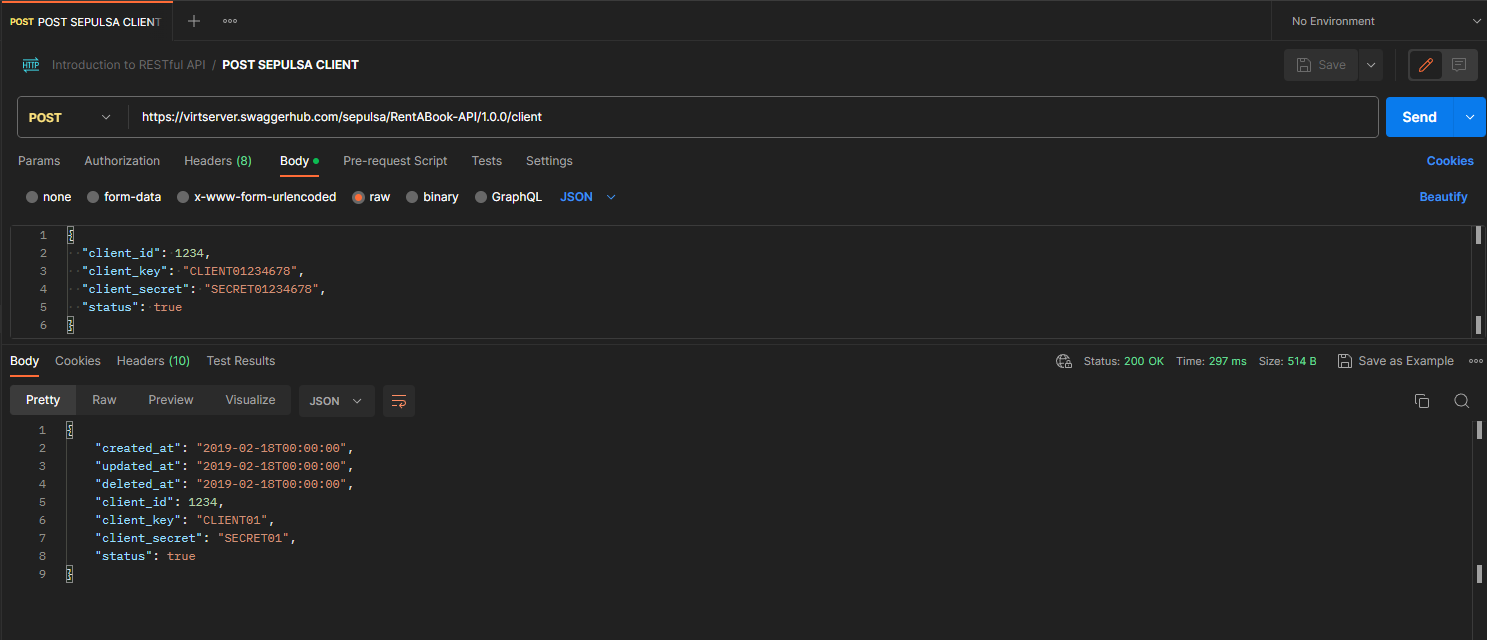 POST POST SEPULSA CLIENT
No Environment
HTTP Introduction to RESTful API / POST SEPULSA CLIENT
Save
POST https://virtserver.swaggerhub.com/sepulsa/RentABook-API/1.0.0/client Send
Params Authorization Headers (8) Body Pre-request Script Tests Settings Cookies
none form-data x-www-form-urlencoded raw binary GraphQL JSON Beautify
1 {
2 "client_id": 1234,
3 "client_key": "CLIENT01234678",
4 "client_secret": "SECRET01234678",
5 "status": true
6 }
Body Cookies Headers (10) Test Results Status: 200 OK Time: 297 ms Size: 514 B Save as Example
Pretty Raw Preview Visualize JSON
1 {
2 "created_at": "2019-02-18T00:00:00",
3 "updated_at": "2019-02-18T00:00:00",
4 "deleted_at": "2019-02-18T00:00:00",
5 "client_id": 1234,
6 "client_key": "CLIENT01",
7 "client_secret": "SECRET01",
8 "status": true
9 }